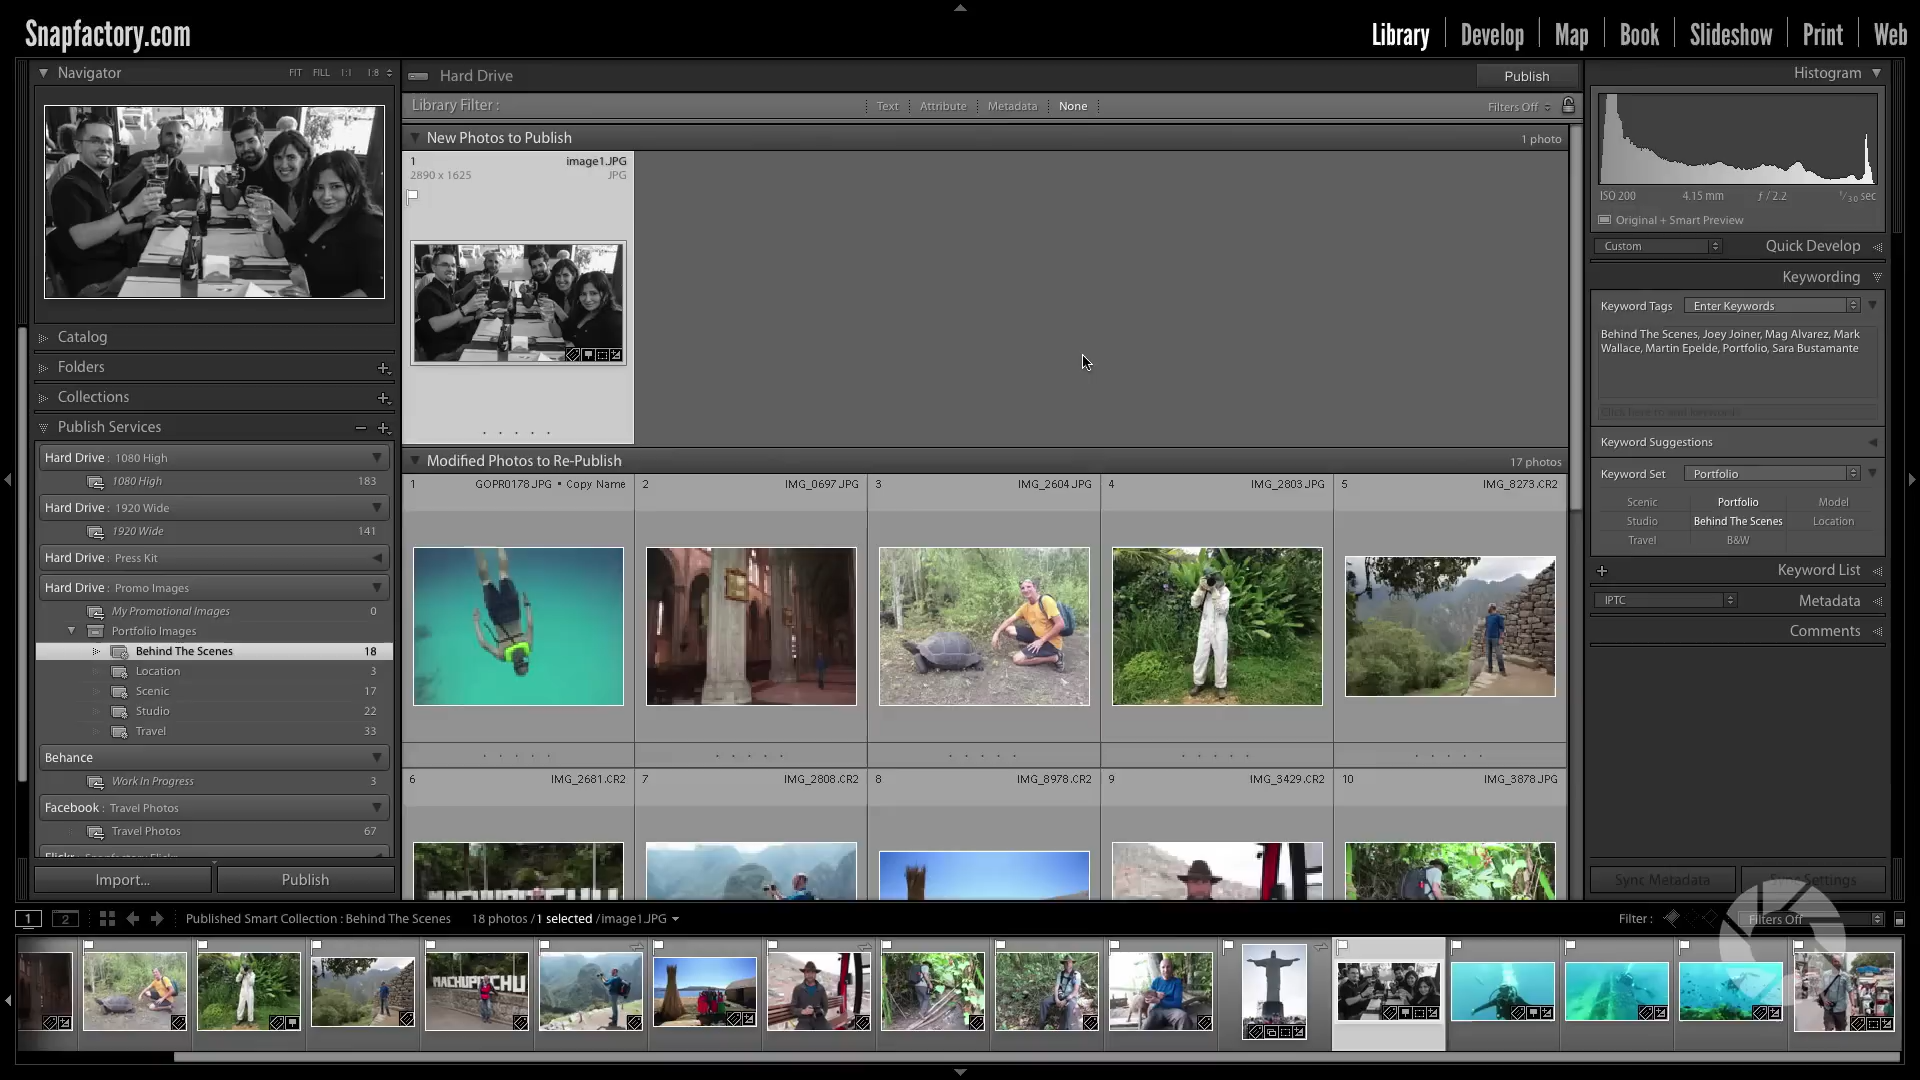 Snapfactory.com
Library
Develop
Map
Book
Slideshow
Print
Web
Navigator
FIT
FILL
1:1
1:8
Catalog
Folders
Collections
Publish Services
Hard Drive : 1080 High
1080 High 183
Hard Drive : 1920 Wide
1920 Wide 141
Hard Drive : Press Kit
Hard Drive : Promo Images
My Promotional Images 0
Portfolio Images
Behind The Scenes 18
Location 3
Scenic 17
Studio 22
Travel 33
Behance
Work In Progress 3
Facebook : Travel Photos
Travel Photos 67
Import...
Publish
Hard Drive
Publish
Library Filter :
Text
Attribute
Metadata
None
Filters Off
New Photos to Publish
1 photo
1
image1.JPG
2890 x 1625
JPG
Modified Photos to Re-Publish
17 photos
1 GOPR0178.JPG • Copy Name
2 IMG_0697.JPG
3 IMG_2604.JPG
4 IMG_2803.JPG
5 IMG_8273.CR2
6 IMG_2681.CR2
7 IMG_2808.CR2
8 IMG_8978.CR2
9 IMG_3429.CR2
10 IMG_3878.JPG
Histogram
ISO 200
4.15 mm
ƒ / 2.2
1/30 sec
Original + Smart Preview
Custom
Quick Develop
Keywording
Keyword Tags
Enter Keywords
Behind The Scenes, Joey Joiner, Mag Alvarez, Mark
Wallace, Martin Epelde, Portfolio, Sara Bustamante
Click here to add keywords
Keyword Suggestions
Keyword Set
Portfolio
Scenic
Portfolio
Model
Studio
Behind The Scenes
Location
Travel
B&W
Keyword List
IPTC
Metadata
Comments
Sync Metadata
Sync Settings
1
2
Published Smart Collection : Behind The Scenes
18 photos / 1 selected / image1.JPG
Filter :
Filters Off